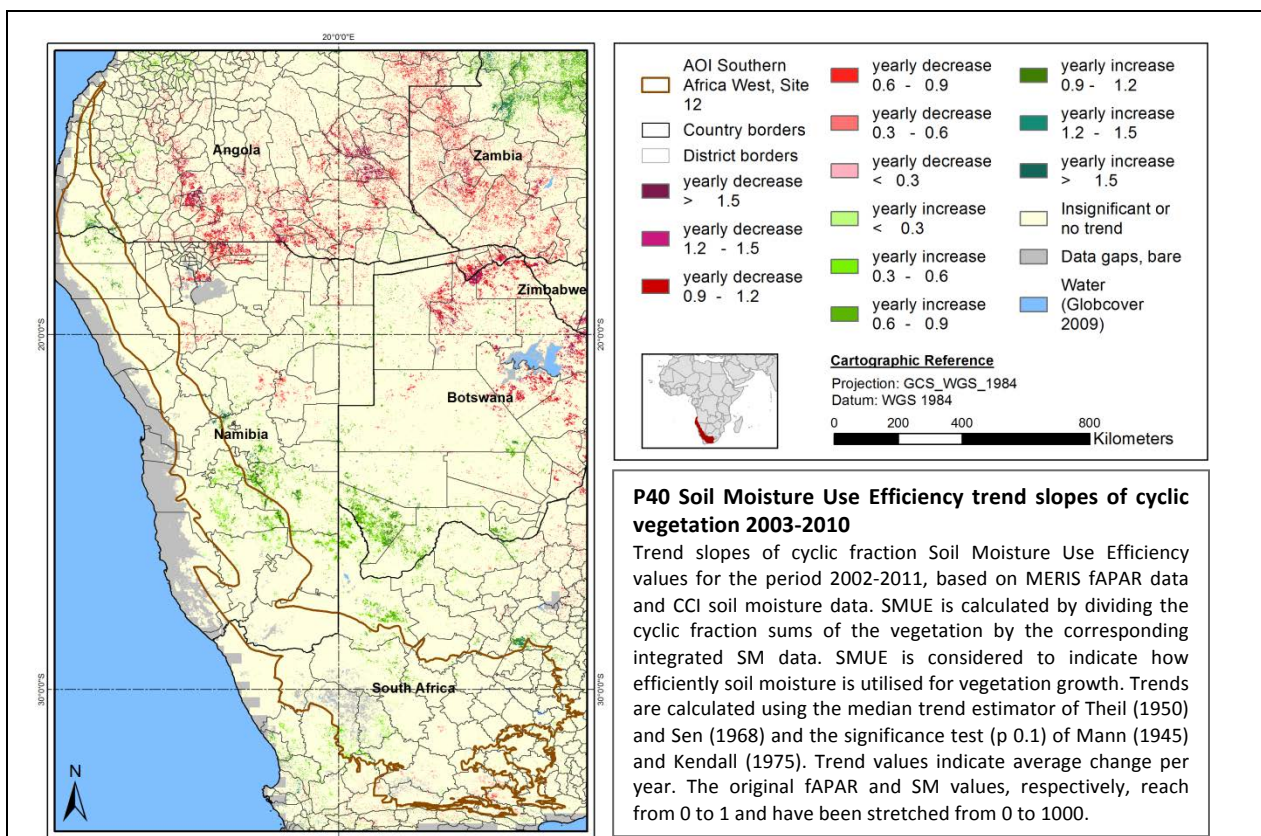 20°0'0"E
Angola
Zambia
Zimbabwe
20°0'0"S
20°0'0"S
Botswana
Namibia
30°0'0"S
30°0'0"S
South Africa
N
AOI Southern
Africa West, Site
12
Country borders
District borders
yearly decrease
> 1.5
yearly decrease
1.2 - 1.5
yearly decrease
0.9 - 1.2
yearly decrease
0.6 - 0.9
yearly decrease
0.3 - 0.6
yearly decrease
< 0.3
yearly increase
< 0.3
yearly increase
0.3 - 0.6
yearly increase
0.6 - 0.9
yearly increase
0.9 - 1.2
yearly increase
1.2 - 1.5
yearly increase
> 1.5
Insignificant or
no trend
Data gaps, bare
Water
(Globcover
2009)
Cartographic Reference
Projection: GCS_WGS_1984
Datum: WGS 1984
0 200 400 800
Kilometers
P40 Soil Moisture Use Efficiency trend slopes of cyclic
vegetation 2003-2010
Trend slopes of cyclic fraction Soil Moisture Use Efficiency
values for the period 2002-2011, based on MERIS fAPAR data
and CCI soil moisture data. SMUE is calculated by dividing the
cyclic fraction sums of the vegetation by the corresponding
integrated SM data. SMUE is considered to indicate how
efficiently soil moisture is utilised for vegetation growth. Trends
are calculated using the median trend estimator of Theil (1950)
and Sen (1968) and the significance test (p 0.1) of Mann (1945)
and Kendall (1975). Trend values indicate average change per
year. The original fAPAR and SM values, respectively, reach
from 0 to 1 and have been stretched from 0 to 1000.